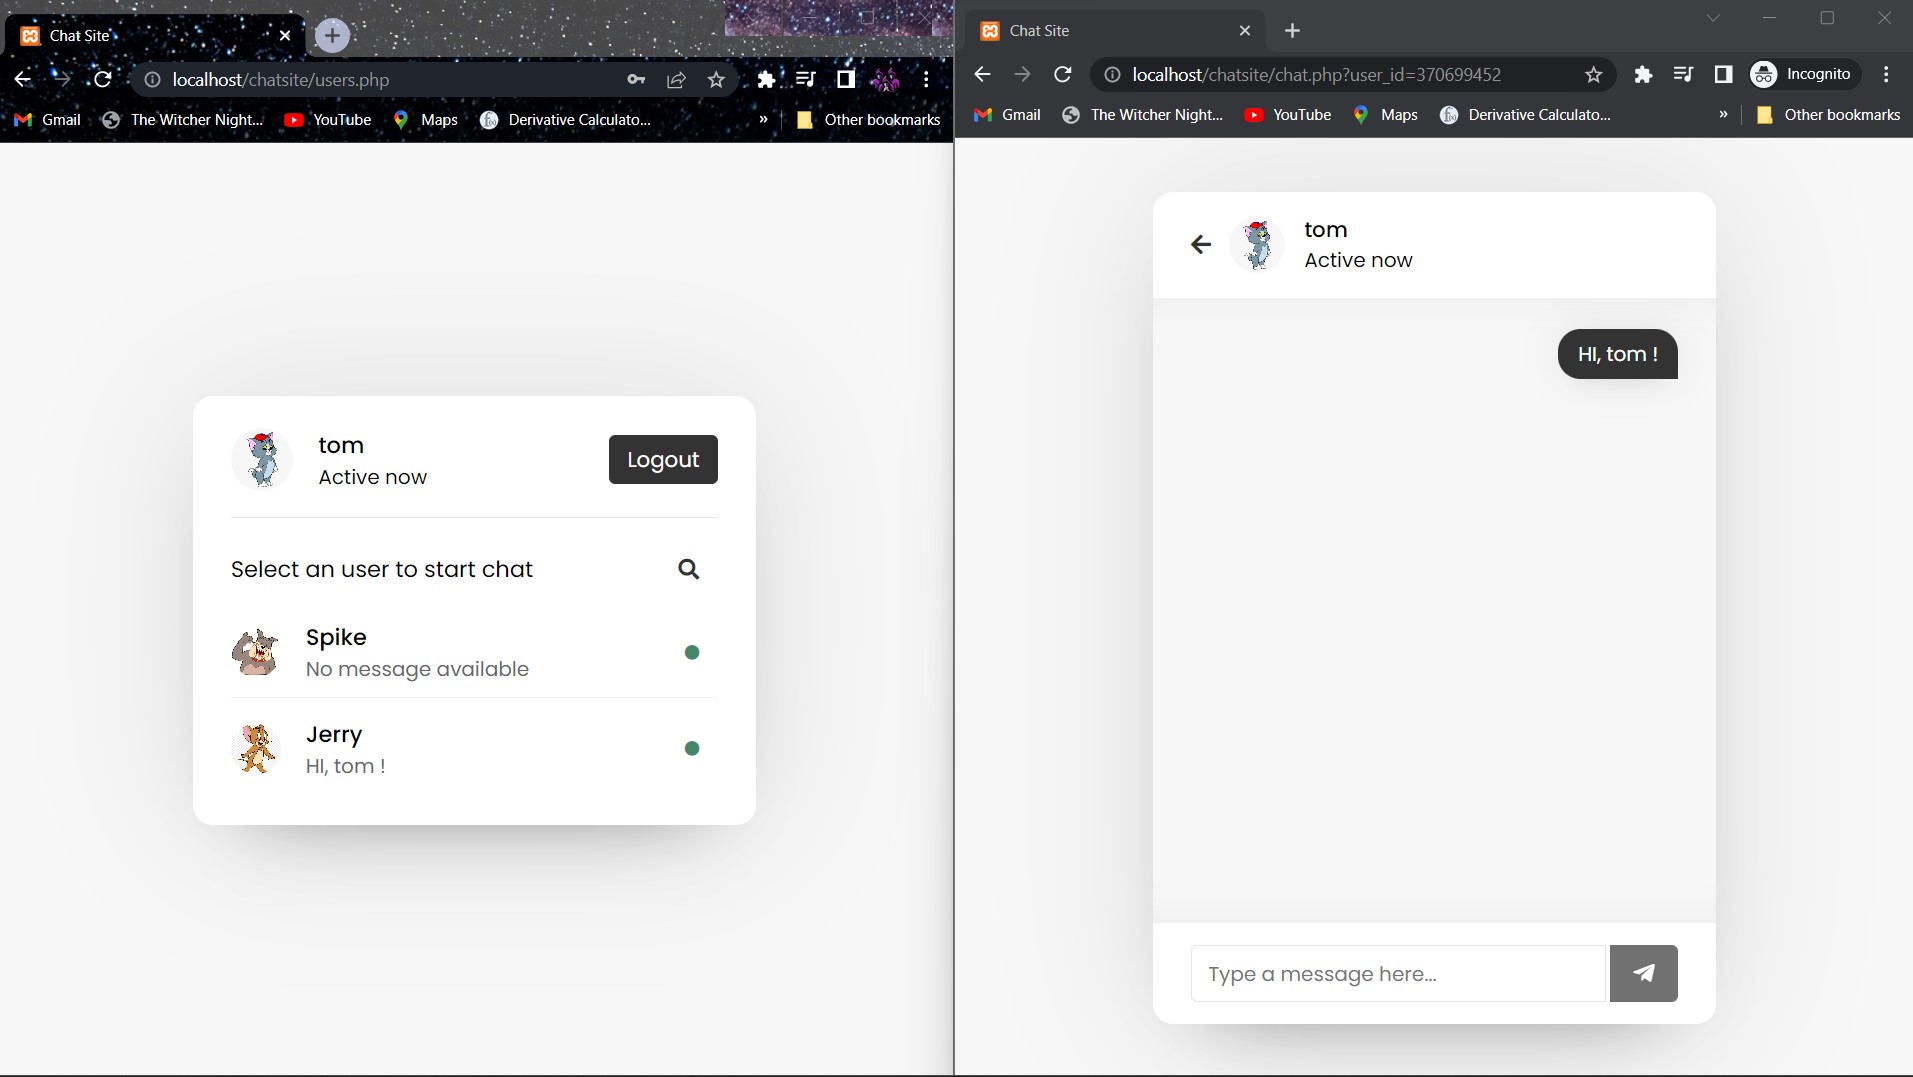 Chat Site
localhost/chatsite/users.php
Gmail
The Witcher Night...
YouTube
Maps
Derivative Calculato...
»
Other bookmarks
tom
Active now
Logout
Select an user to start chat
Spike
No message available
Jerry
HI, tom !
Chat Site
localhost/chatsite/chat.php?user_id=370699452
Incognito
Gmail
The Witcher Night...
YouTube
Maps
Derivative Calculato...
»
Other bookmarks
tom
Active now
HI, tom !
Type a message here...